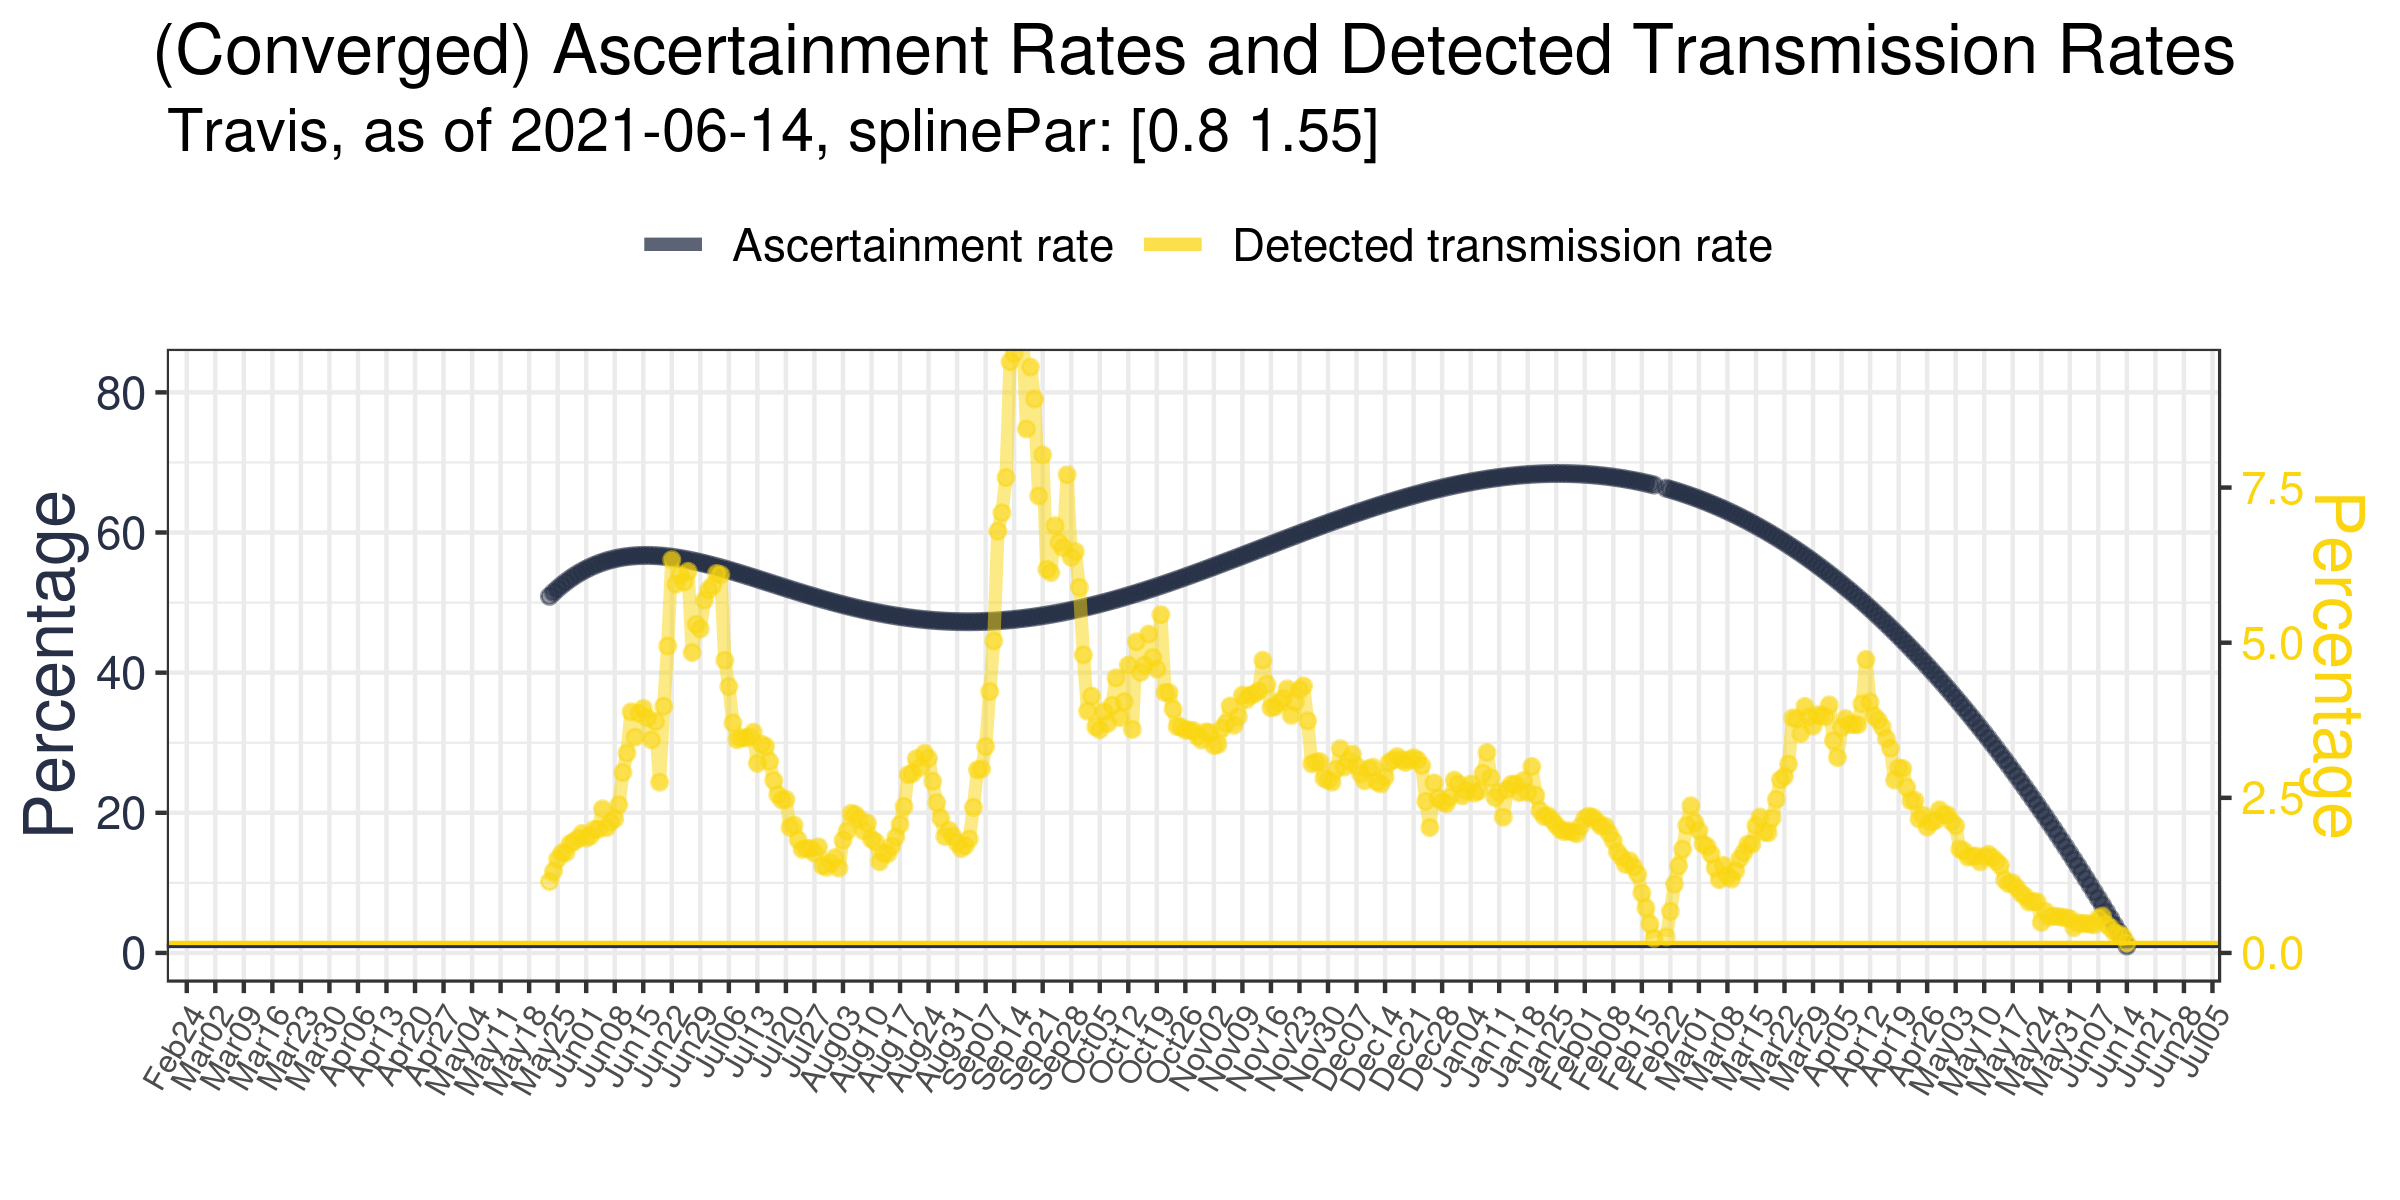 (Converged) Ascertainment Rates and Detected Transmission Rates
Travis, as of 2021-06-14, splinePar: [0.8 1.55]
Ascertainment rate Detected transmission rate
Percentage
80
60
40
20
0
7.5
5.0
2.5
0.0
Percentage
Feb24
Mar02
Mar09
Mar16
Mar23
Mar30
Apr06
Apr13
Apr20
Apr27
May04
May11
May18
May25
Jun01
Jun08
Jun15
Jun22
Jun29
Jul06
Jul13
Jul20
Jul27
Aug03
Aug10
Aug17
Aug24
Aug31
Sep07
Sep14
Sep21
Sep28
Oct05
Oct12
Oct19
Oct26
Nov02
Nov09
Nov16
Nov23
Nov30
Dec07
Dec14
Dec21
Dec28
Jan04
Jan11
Jan18
Jan25
Feb01
Feb08
Feb15
Feb22
Mar01
Mar08
Mar15
Mar22
Mar29
Apr05
Apr12
Apr19
Apr26
May03
May10
May17
May24
May31
Jun07
Jun14
Jun21
Jun28
Jul05